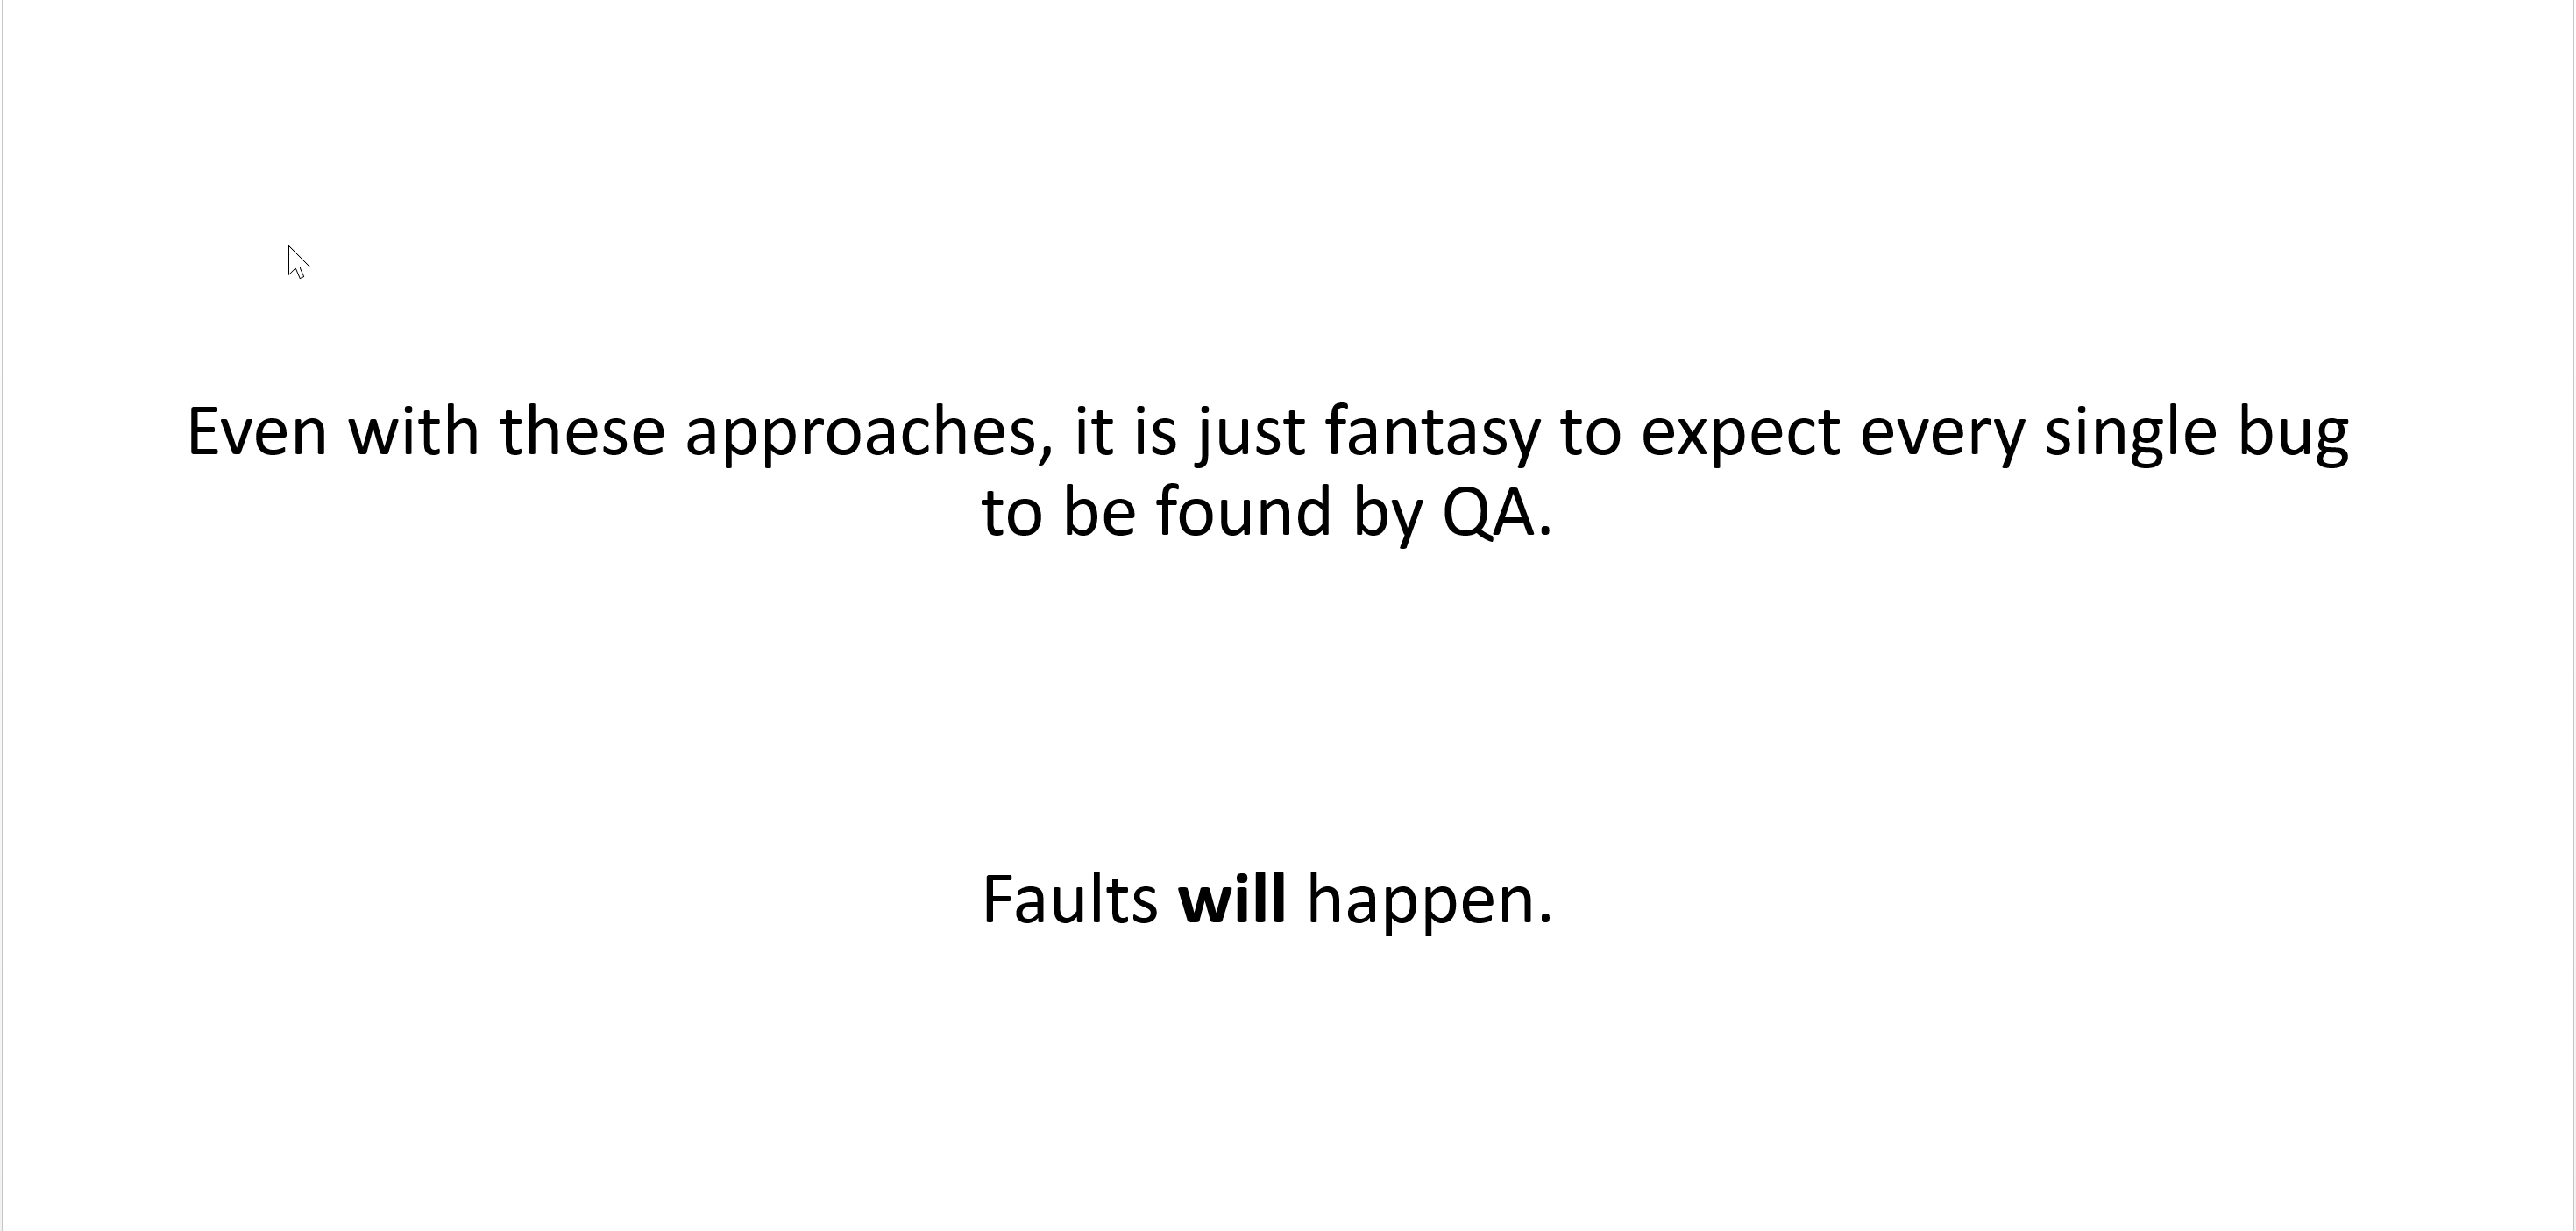 Even with these approaches, it is just fantasy to expect every single bug
to be found by QA.
Faults will happen.